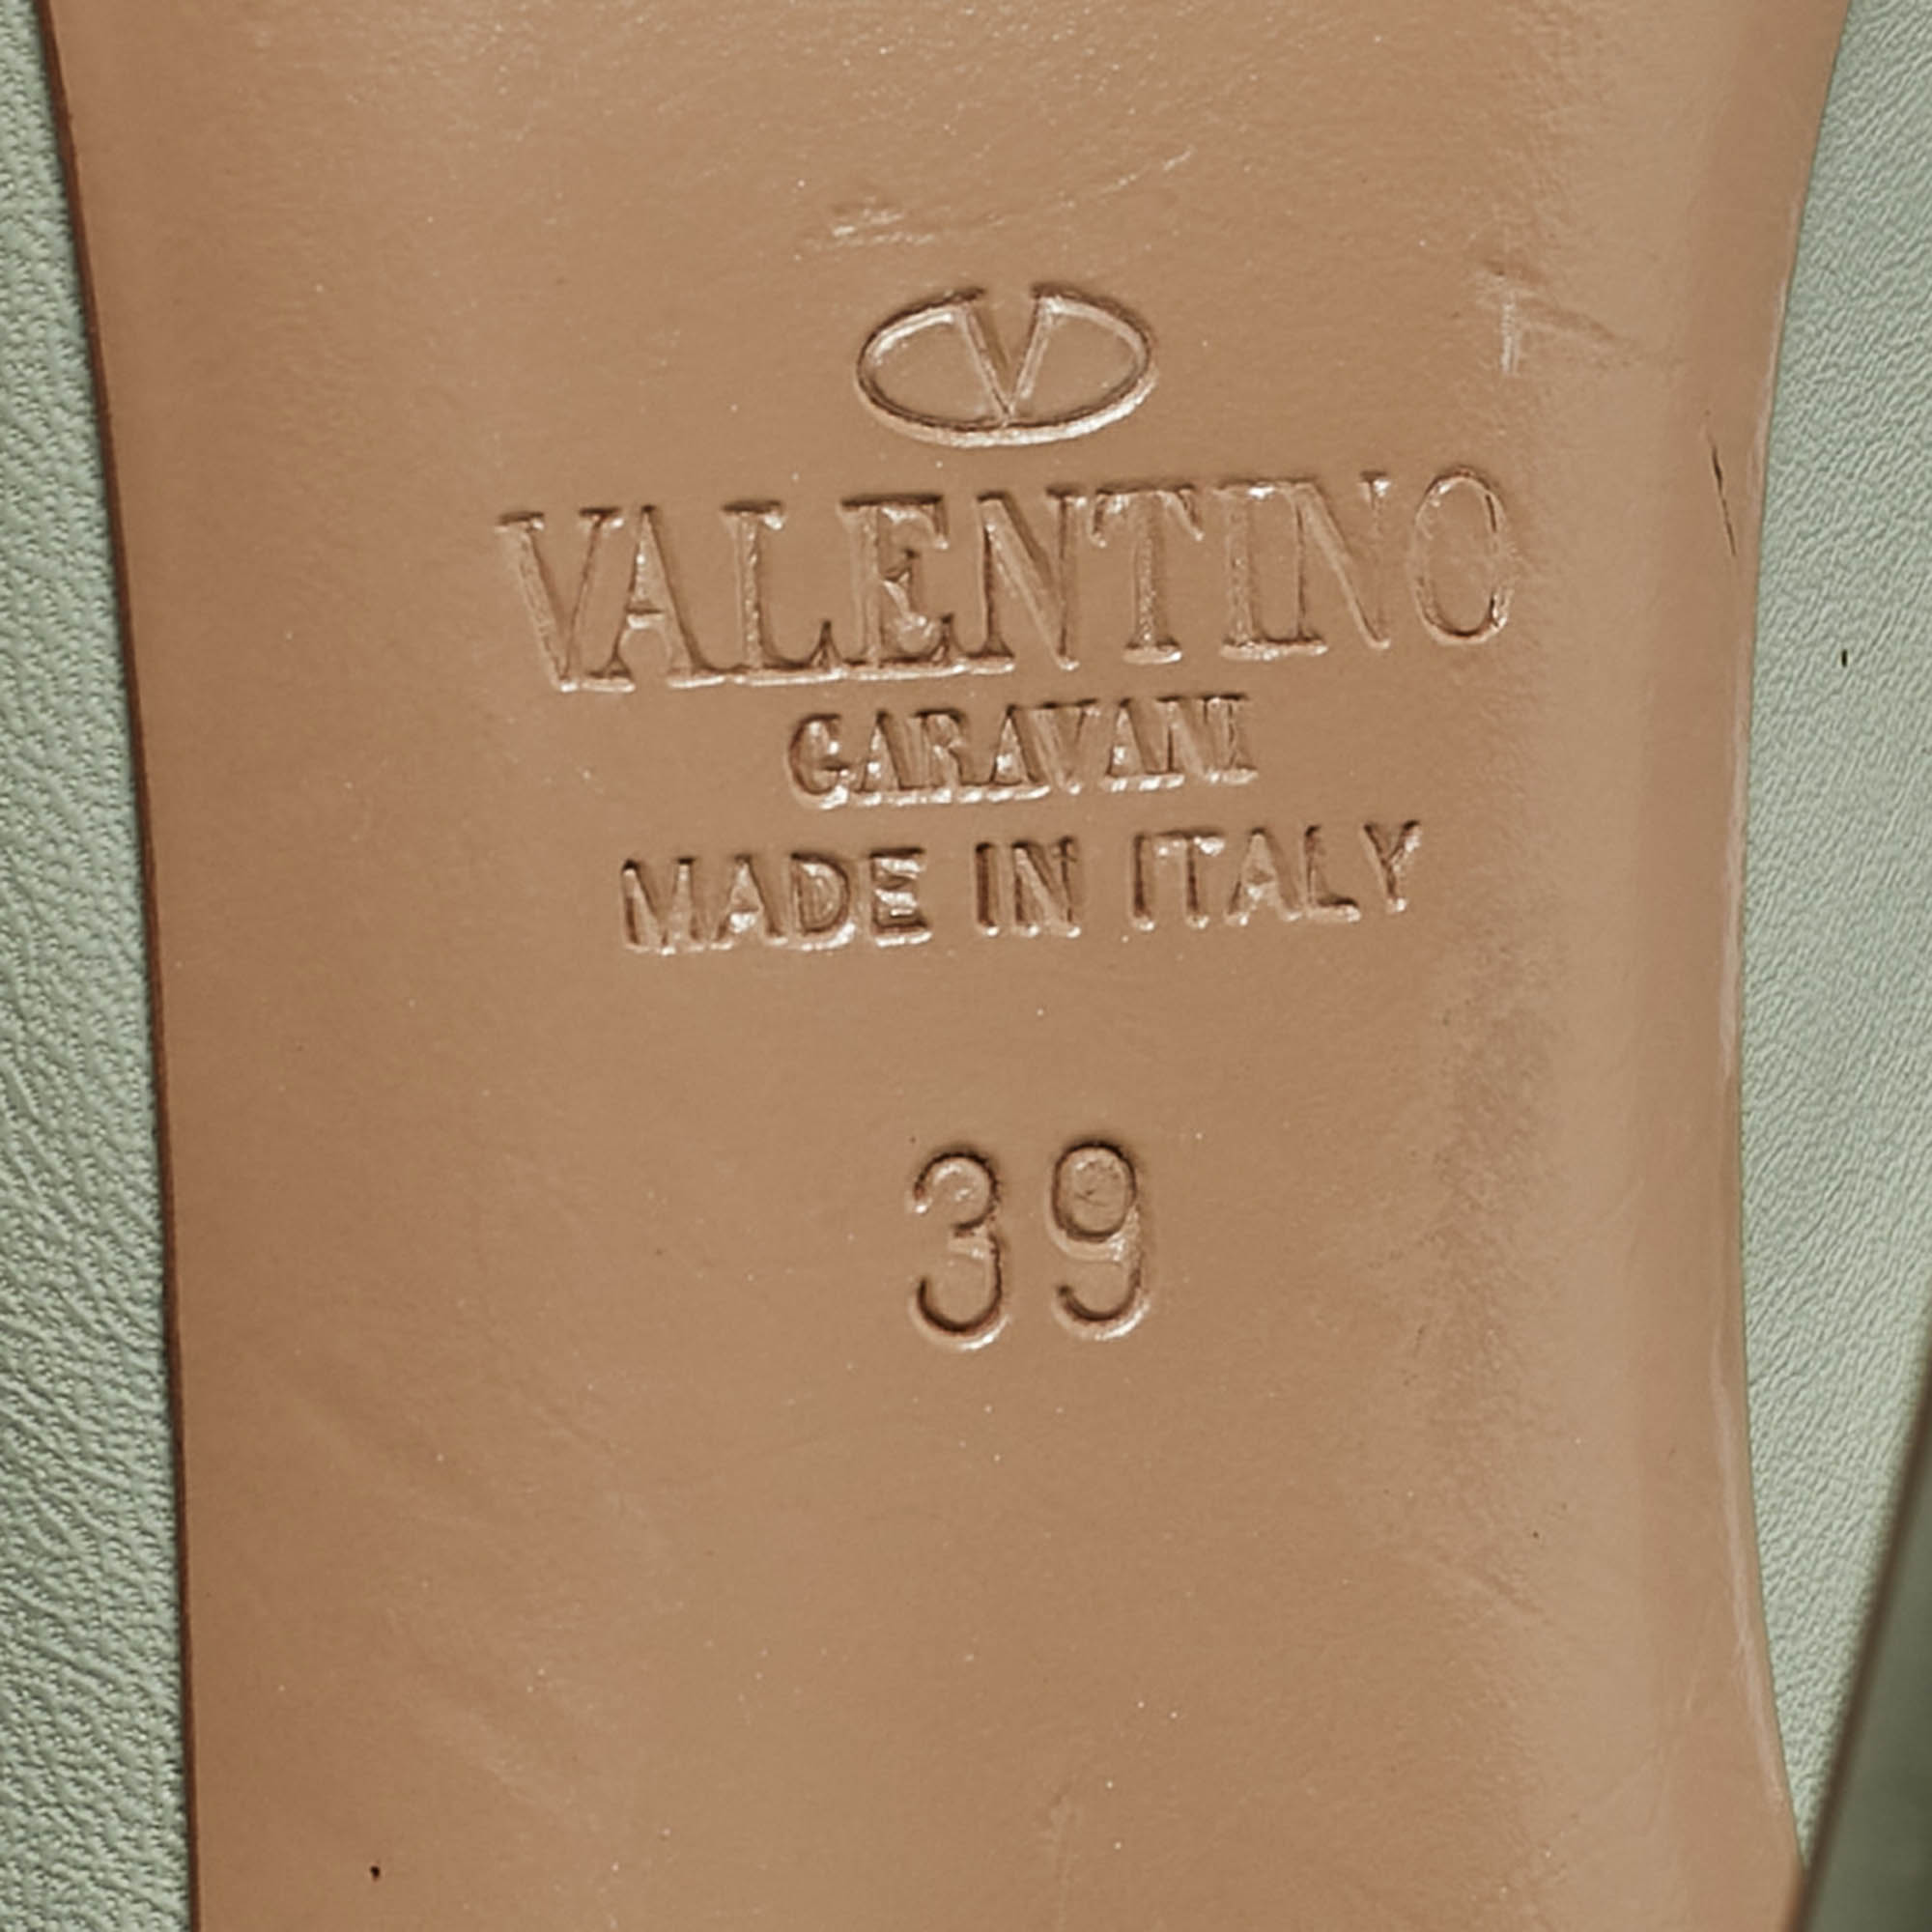 V
VALENTINO
GARAVANI
MADE IN ITALY
39